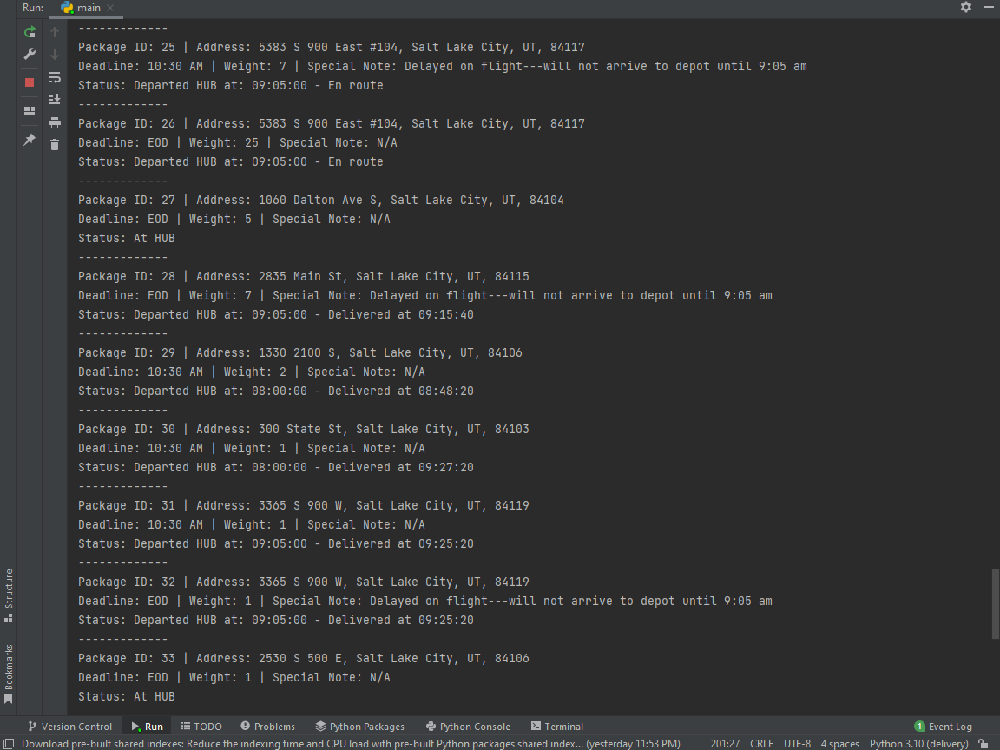 Run: main
-------------
Package ID: 25 | Address: 5383 S 900 East #104, Salt Lake City, UT, 84117
Deadline: 10:30 AM | Weight: 7 | Special Note: Delayed on flight---will not arrive to depot until 9:05 am
Status: Departed HUB at: 09:05:00 - En route
-------------
Package ID: 26 | Address: 5383 S 900 East #104, Salt Lake City, UT, 84117
Deadline: EOD | Weight: 25 | Special Note: N/A
Status: Departed HUB at: 09:05:00 - En route
-------------
Package ID: 27 | Address: 1060 Dalton Ave S, Salt Lake City, UT, 84104
Deadline: EOD | Weight: 5 | Special Note: N/A
Status: At HUB
-------------
Package ID: 28 | Address: 2835 Main St, Salt Lake City, UT, 84115
Deadline: EOD | Weight: 7 | Special Note: Delayed on flight---will not arrive to depot until 9:05 am
Status: Departed HUB at: 09:05:00 - Delivered at 09:15:40
-------------
Package ID: 29 | Address: 1330 2100 S, Salt Lake City, UT, 84106
Deadline: 10:30 AM | Weight: 2 | Special Note: N/A
Status: Departed HUB at: 08:00:00 - Delivered at 08:48:20
-------------
Package ID: 30 | Address: 300 State St, Salt Lake City, UT, 84103
Deadline: 10:30 AM | Weight: 1 | Special Note: N/A
Status: Departed HUB at: 08:00:00 - Delivered at 09:27:20
-------------
Package ID: 31 | Address: 3365 S 900 W, Salt Lake City, UT, 84119
Deadline: 10:30 AM | Weight: 1 | Special Note: N/A
Status: Departed HUB at: 09:05:00 - Delivered at 09:25:20
-------------
Package ID: 32 | Address: 3365 S 900 W, Salt Lake City, UT, 84119
Deadline: EOD | Weight: 1 | Special Note: Delayed on flight---will not arrive to depot until 9:05 am
Status: Departed HUB at: 09:05:00 - Delivered at 09:25:20
-------------
Package ID: 33 | Address: 2530 S 500 E, Salt Lake City, UT, 84106
Deadline: EOD | Weight: 1 | Special Note: N/A
Status: At HUB
Structure
Bookmarks
Version Control Run TODO Problems Python Packages Python Console Terminal 1 Event Log
Download pre-built shared indexes: Reduce the indexing time and CPU load with pre-built Python packages shared index... (yesterday 11:53 PM) 201:27 CRLF UTF-8 4 spaces Python 3.10 (delivery)